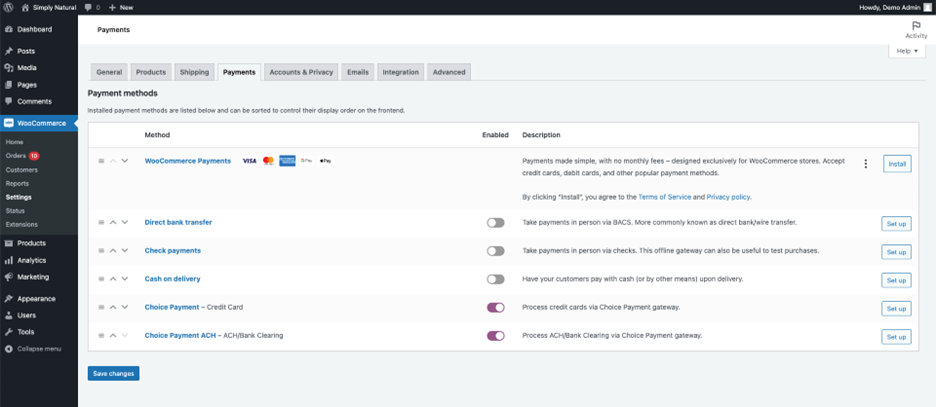 Simply Natural 0 New Howdy, Demo Admin
Dashboard
Posts
Media
Pages
Comments
WooCommerce
Home
Orders 10
Customers
Reports
Settings
Status
Extensions
Products
Analytics
Marketing
Appearance
Users
Tools
Collapse menu
Payments
Activity
Help
General Products Shipping Payments Accounts & Privacy Emails Integration Advanced
Payment methods
Installed payment methods are listed below and can be sorted to control their display order on the frontend.
Method Enabled Description
WooCommerce Payments VISA Pay Pay Payments made simple, with no monthly fees – designed exclusively for WooCommerce stores. Accept Install
credit cards, debit cards, and other popular payment methods.
By clicking "Install", you agree to the Terms of Service and Privacy policy.
Direct bank transfer Take payments in person via BACS. More commonly known as direct bank/wire transfer. Set up
Check payments Take payments in person via checks. This offline gateway can also be useful to test purchases. Set up
Cash on delivery Have your customers pay with cash (or by other means) upon delivery. Set up
Choice Payment – Credit Card Process credit cards via Choice Payment gateway. Set up
Choice Payment ACH – ACH/Bank Clearing Process ACH/Bank Clearing via Choice Payment gateway. Set up
Save changes